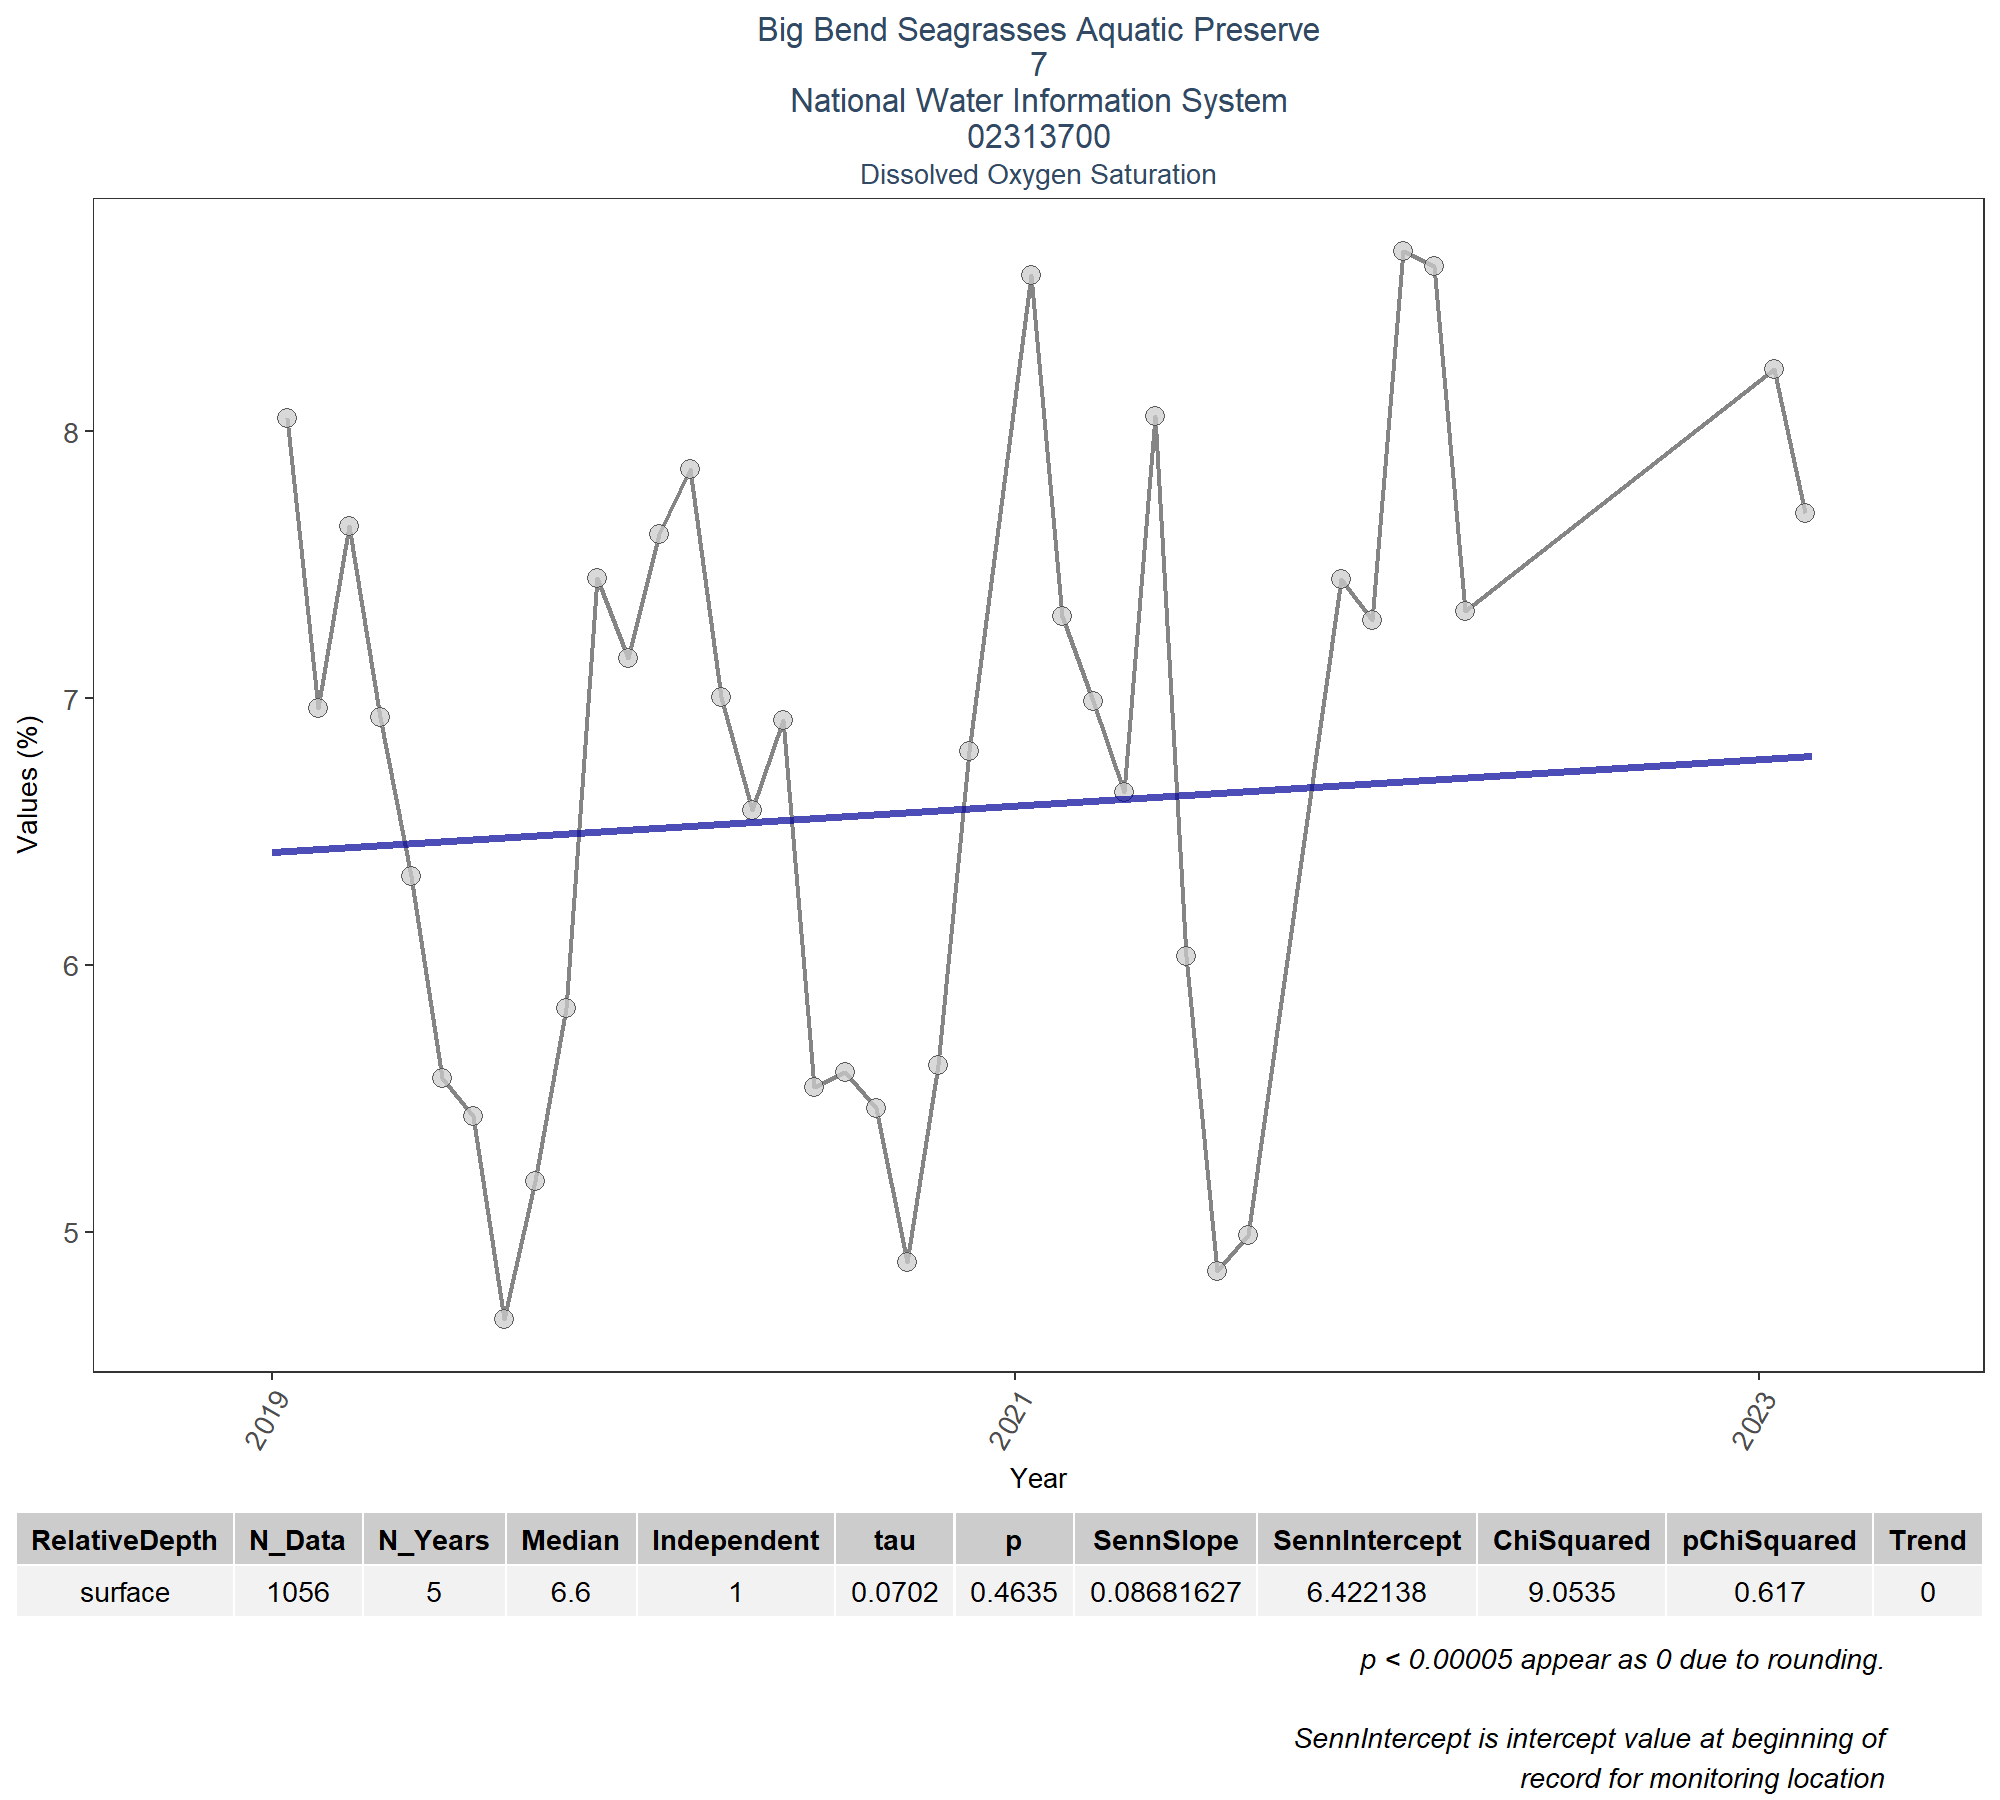 Big Bend Seagrasses Aquatic Preserve
7
National Water Information System
02313700
Dissolved Oxygen Saturation
Values (%)
8
7
6
5
2019
2021
2023
Year
RelativeDepth N_Data N_Years Median Independent tau p SennSlope SennIntercept ChiSquared pChiSquared Trend
surface 1056 5 6.6 1 0.0702 0.4635 0.08681627 6.422138 9.0535 0.617 0
p < 0.00005 appear as 0 due to rounding.
SennIntercept is intercept value at beginning of
record for monitoring location